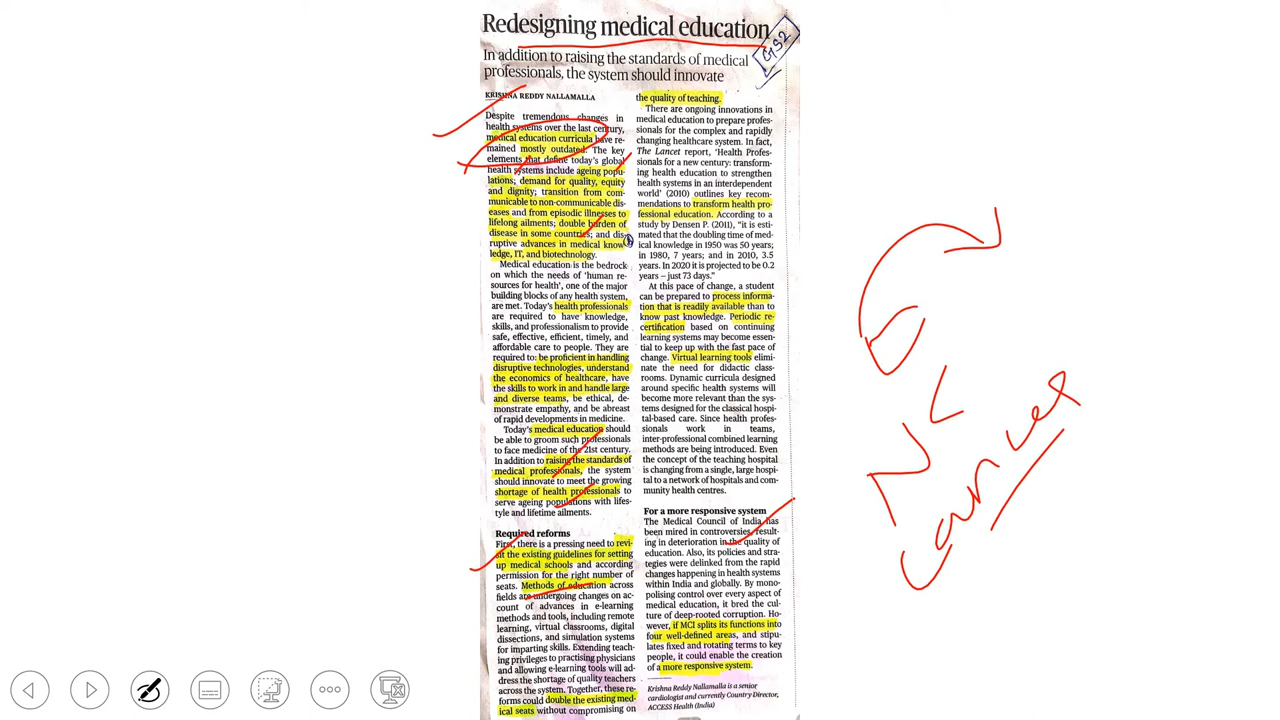 Redesigning medical education
GS2
In addition to raising the standards of medical
professionals, the system should innovate
KRISHNA REDDY NALLAMALLA
Despite tremendous changes in
health systems over the last century,
medical education curricula have re-
mained mostly outdated. The key
elements that define today's global
health systems include ageing popu-
lations; demand for quality, equity
and dignity; transition from com-
municable to non-communicable dis-
eases and from episodic illnesses to
lifelong ailments; double burden of
disease in some countries; and dis-
ruptive advances in medical know-
ledge, IT, and biotechnology.
Medical education is the bedrock
on which the needs of 'human re-
sources for health', one of the major
building blocks of any health system,
are met. Today's health professionals
are required to have knowledge,
skills, and professionalism to provide
safe, effective, efficient, timely, and
affordable care to people. They are
required to: be proficient in handling
disruptive technologies, understand
the economics of healthcare, have
the skills to work in and handle large
and diverse teams, be ethical, de-
monstrate empathy, and be abreast
of rapid developments in medicine.
Today's medical education should
be able to groom such professionals
to face medicine of the 21st century.
In addition to raising the standards of
medical professionals, the system
should innovate to meet the growing
shortage of health professionals to
serve ageing populations with lifes-
tyle and lifetime ailments.
Required reforms
First, there is a pressing need to revi-
sit the existing guidelines for setting
up medical schools and according
permission for the right number of
seats. Methods of education across
fields are undergoing changes on ac-
count of advances in e-learning
methods and tools, including remote
learning, virtual classrooms, digital
dissections, and simulation systems
for imparting skills. Extending teach-
ing privileges to practising physicians
and allowing e-learning tools will ad-
dress the shortage of quality teachers
across the system. Together, these re-
forms could double the existing med-
ical seats without compromising on
the quality of teaching.
There are ongoing innovations in
medical education to prepare profes-
sionals for the complex and rapidly
changing healthcare system. In fact,
The Lancet report, 'Health Profes-
sionals for a new century: transform-
ing health education to strengthen
health systems in an interdependent
world' (2010) outlines key recom-
mendations to transform health pro-
fessional education. According to a
study by Densen P. (2011), "it is esti-
mated that the doubling time of med-
ical knowledge in 1950 was 50 years;
in 1980, 7 years; and in 2010, 3.5
years. In 2020 it is projected to be 0.2
years – just 73 days."
At this pace of change, a student
can be prepared to process informa-
tion that is readily available than to
know past knowledge. Periodic re-
certification based on continuing
learning systems may become essen-
tial to keep up with the fast pace of
change. Virtual learning tools elimi-
nate the need for didactic class-
rooms. Dynamic curricula designed
around specific health systems will
become more relevant than the sys-
tems designed for the classical hospi-
tal-based care. Since health profes-
sionals work in teams,
inter-professional combined learning
methods are being introduced. Even
the concept of the teaching hospital
is changing from a single, large hospi-
tal to a network of hospitals and com-
munity health centres.
For a more responsive system
The Medical Council of India has
been mired in controversies, result-
ing in deterioration in the quality of
education. Also, its policies and stra-
tegies were delinked from the rapid
changes happening in health systems
within India and globally. By mono-
polising control over every aspect of
medical education, it bred the cul-
ture of deep-rooted corruption. Ho-
wever, if MCI splits its functions into
four well-defined areas, and stipu-
lates fixed and rotating terms to key
people, it could enable the creation
of a more responsive system.
Krishna Reddy Nallamalla is a senior
cardiologist and currently Country Director,
ACCESS Health (India)
NC
cancer